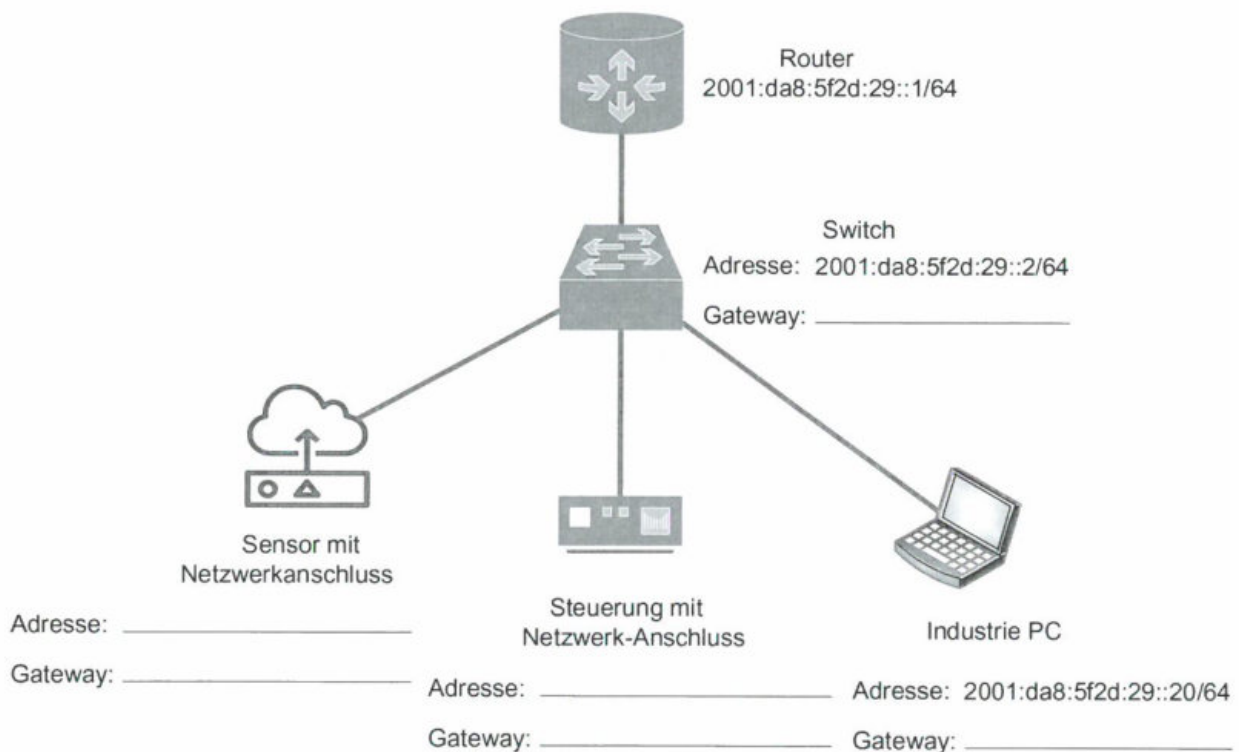 Router
2001:da8:5f2d:29::1/64
Switch
Adresse: 2001:da8:5f2d:29::2/64
Gateway:
Sensor mit
Netzwerkanschluss
Adresse:
Gateway:
Steuerung mit
Netzwerk-Anschluss
Adresse:
Gateway:
Industrie PC
Adresse: 2001:da8:5f2d:29::20/64
Gateway: